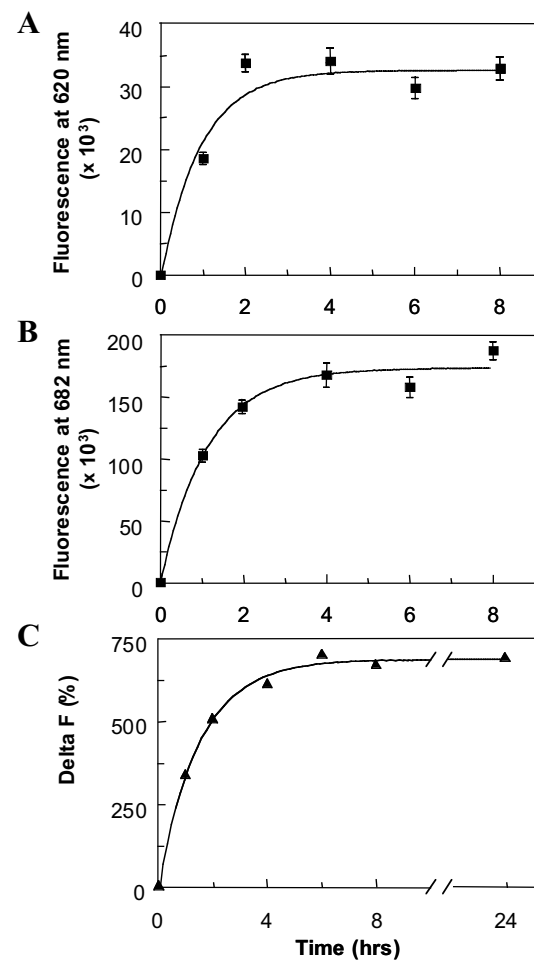 A
Fluorescence at 620 nm
(x 10³)
40
30
20
10
0
0 2 4 6 8
B
Fluorescence at 682 nm
(x 10³)
200
150
100
50
0
0 2 4 6 8
C
Delta F (%)
750
500
250
0
0 4 8 24
Time (hrs)